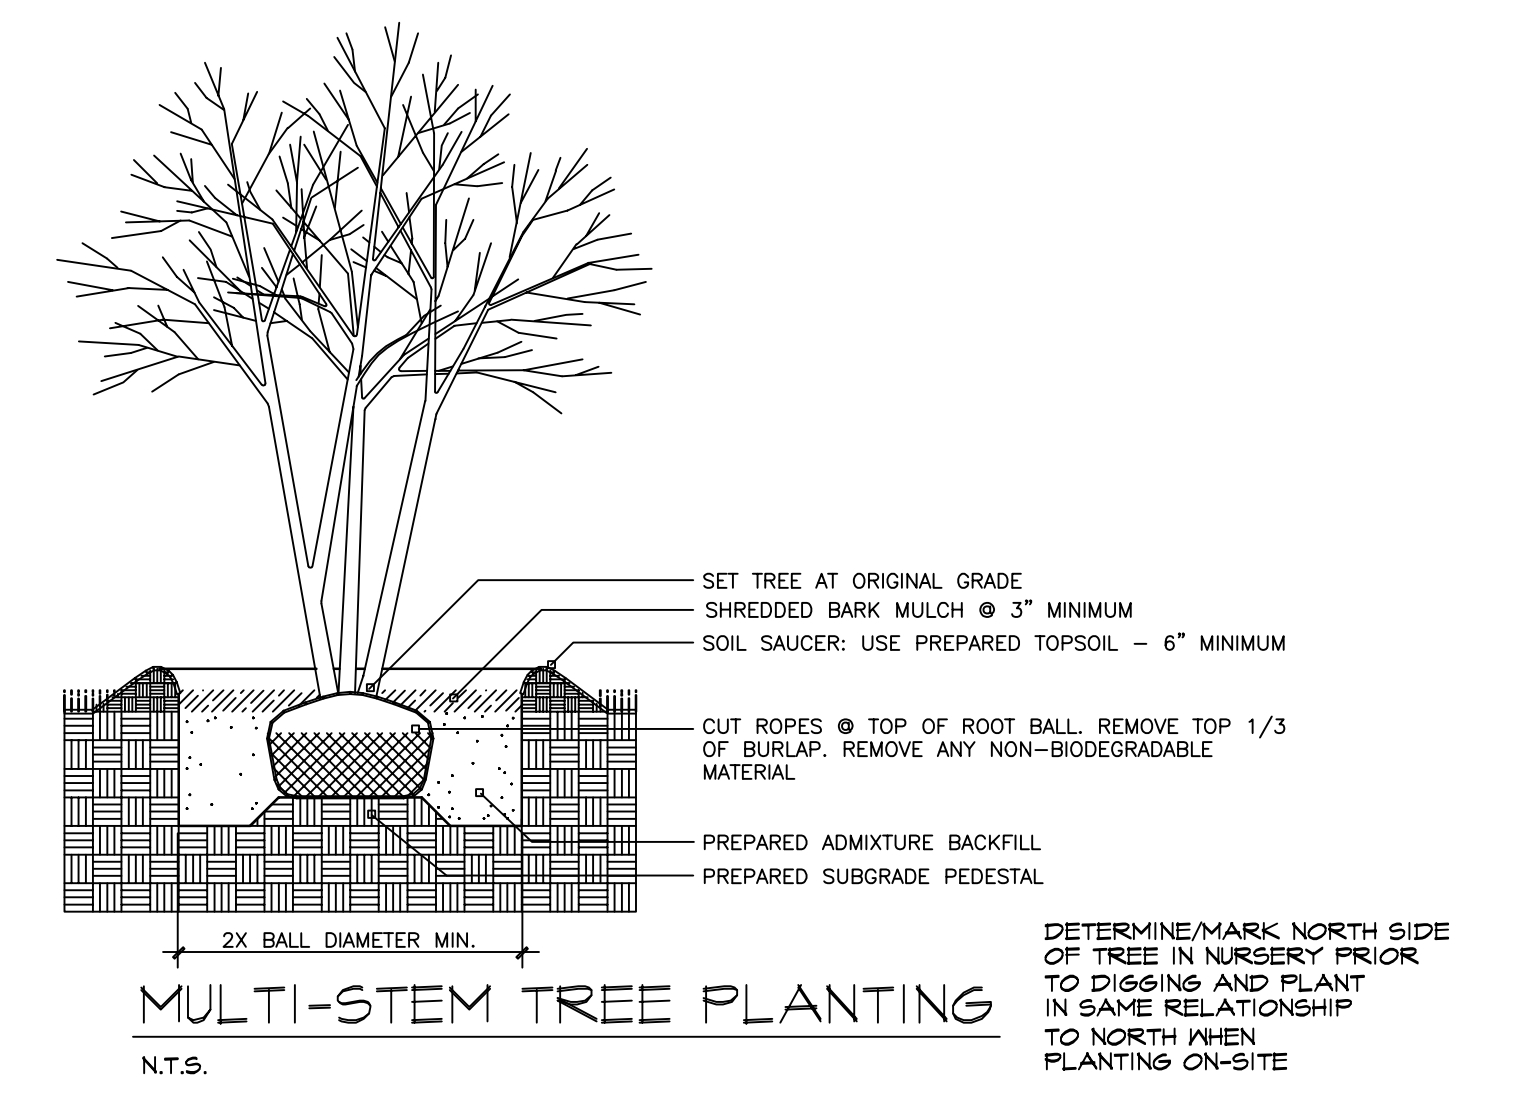 SET TREE AT ORIGINAL GRADE
SHREDDED BARK MULCH @ 3" MINIMUM
SOIL SAUCER: USE PREPARED TOPSOIL – 6" MINIMUM
CUT ROPES @ TOP OF ROOT BALL. REMOVE TOP 1/3
OF BURLAP. REMOVE ANY NON–BIODEGRADABLE
MATERIAL
PREPARED ADMIXTURE BACKFILL
PREPARED SUBGRADE PEDESTAL
2X BALL DIAMETER MIN.
MULTI-STEM TREE PLANTING
N.T.S.
DETERMINE/MARK NORTH SIDE
OF TREE IN NURSERY PRIOR
TO DIGGING AND PLANT
IN SAME RELATIONSHIP
TO NORTH WHEN
PLANTING ON-SITE